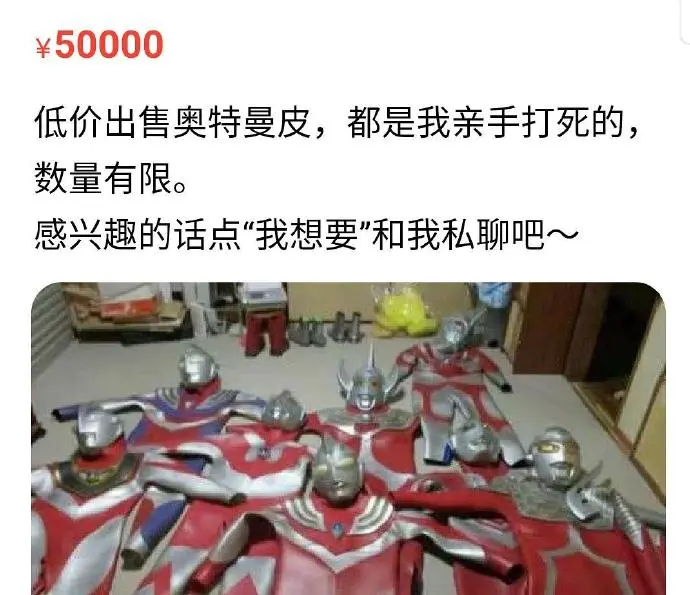 ¥50000
低价出售奥特曼皮，都是我亲手打死的，
数量有限。
感兴趣的话点“我想要”和我私聊吧～